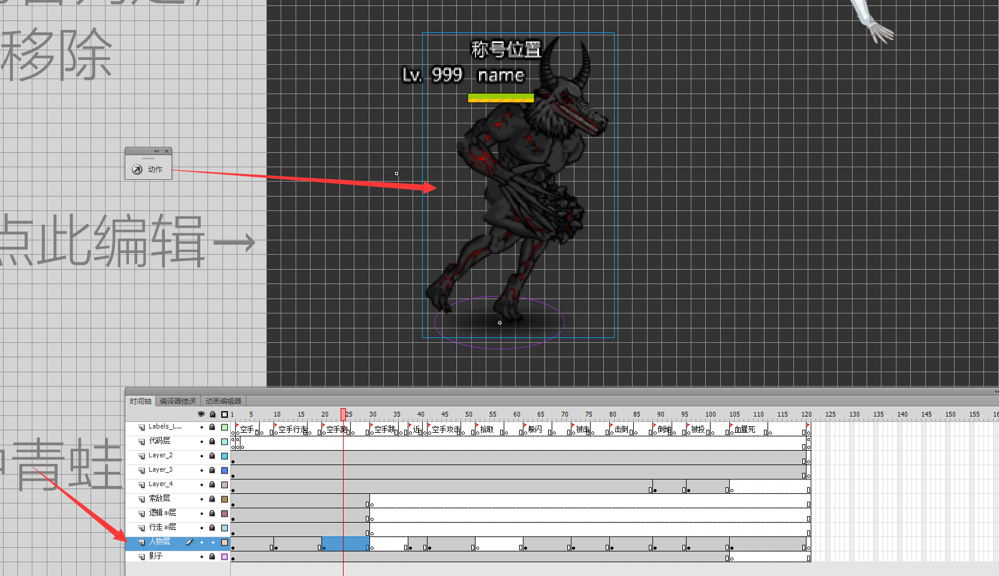 移除
称号位置
Lv. 999 name
动作
点此编辑→
青蛙
时间轴 编译器错误 动画编辑器
1 5 10 15 20 25 30 35 40 45 50 55 60 65 70 75 80 85 90 95 100 105 110 115 120 125 130 135 140 145 150 155
Labels_L... 空手 空手行走 空手跑 空手跳 近 空手攻击 拾取 躲闪 被击 击倒 倒地 被投 血腥死
代码层 a a a
Layer_2
Layer_3
Layer_4
索敌层
逻辑ai层
行走ai层
人物层
影子